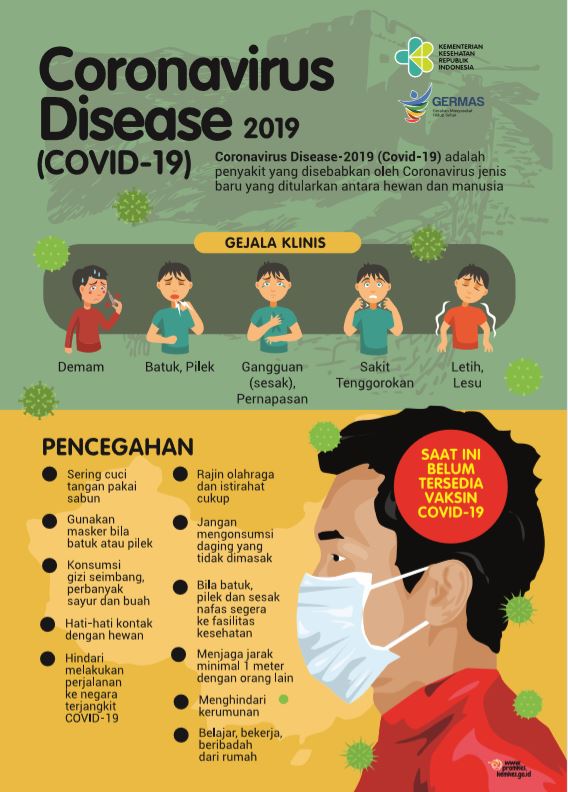 Coronavirus
Disease 2019
(COVID-19)
KEMENTERIAN
KESEHATAN
REPUBLIK
INDONESIA
GERMAS
Gerakan Masyarakat
Hidup Sehat
Coronavirus Disease-2019 (Covid-19) adalah
penyakit yang disebabkan oleh Coronavirus jenis
baru yang ditularkan antara hewan dan manusia
GEJALA KLINIS
Demam
Batuk, Pilek
Gangguan
(sesak),
Pernapasan
Sakit
Tenggorokan
Letih,
Lesu
PENCEGAHAN
Sering cuci
tangan pakai
sabun
Gunakan
masker bila
batuk atau pilek
Konsumsi
gizi seimbang,
perbanyak
sayur dan buah
Hati-hati kontak
dengan hewan
Hindari
melakukan
perjalanan
ke negara
terjangkit
COVID-19
Rajin olahraga
dan istirahat
cukup
Jangan
mengonsumsi
daging yang
tidak dimasak
Bila batuk,
pilek dan sesak
nafas segera
ke fasilitas
kesehatan
Menjaga jarak
minimal 1 meter
dengan orang lain
Menghindari
kerumunan
Belajar, bekerja,
beribadah
dari rumah
SAAT INI
BELUM
TERSEDIA
VAKSIN
COVID-19
www.
promkes.
kemkes.go.id